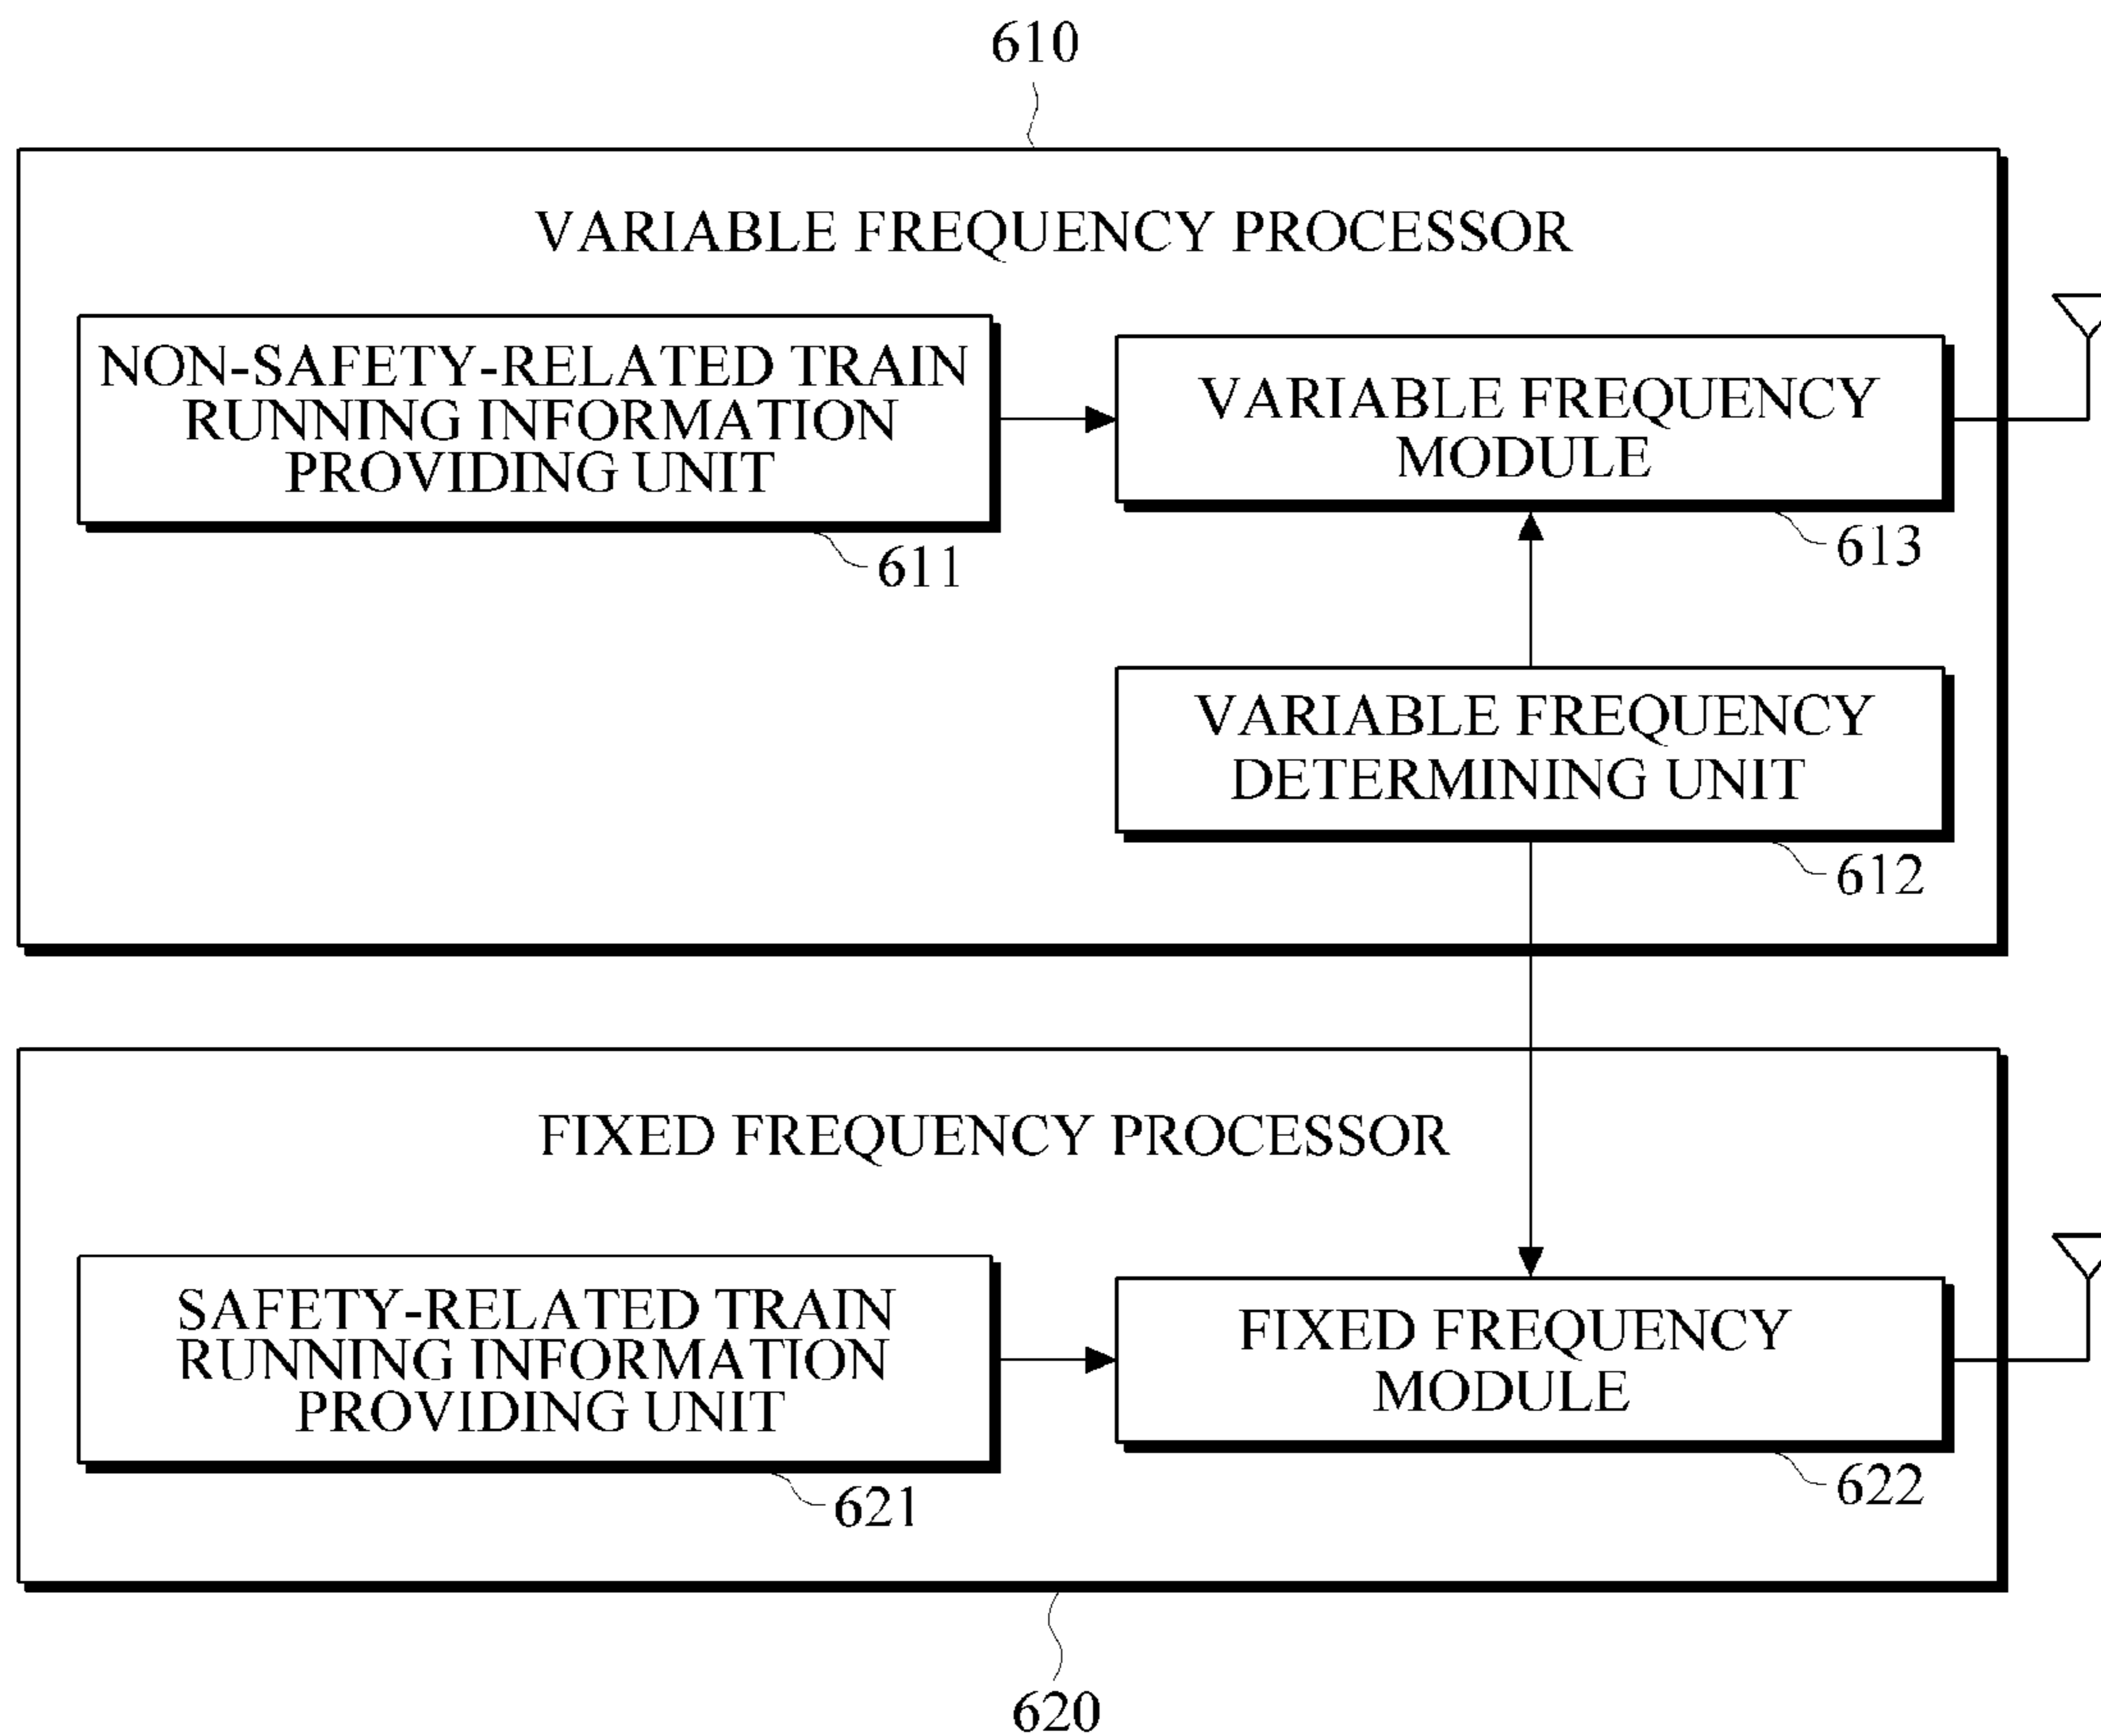 610
VARIABLE FREQUENCY PROCESSOR
NON-SAFETY-RELATED TRAIN
RUNNING INFORMATION
PROVIDING UNIT
611
VARIABLE FREQUENCY
MODULE
613
VARIABLE FREQUENCY
DETERMINING UNIT
612
FIXED FREQUENCY PROCESSOR
SAFETY-RELATED TRAIN
RUNNING INFORMATION
PROVIDING UNIT
621
FIXED FREQUENCY
MODULE
622
620